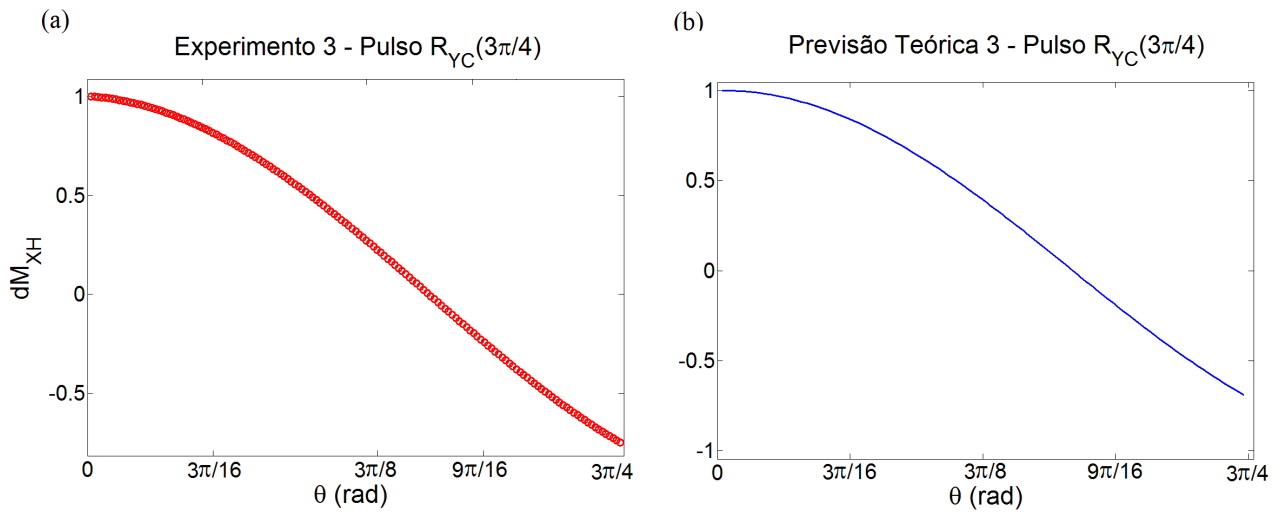 (a)
Experimento 3 - Pulso R_YC(3π/4)
1
0.5
0
-0.5
dM_XH
0 3π/16 3π/8 9π/16 3π/4
θ (rad)
(b)
Previsão Teórica 3 - Pulso R_YC(3π/4)
1
0.5
0
-0.5
-1
0 3π/16 3π/8 9π/16 3π/4
θ (rad)